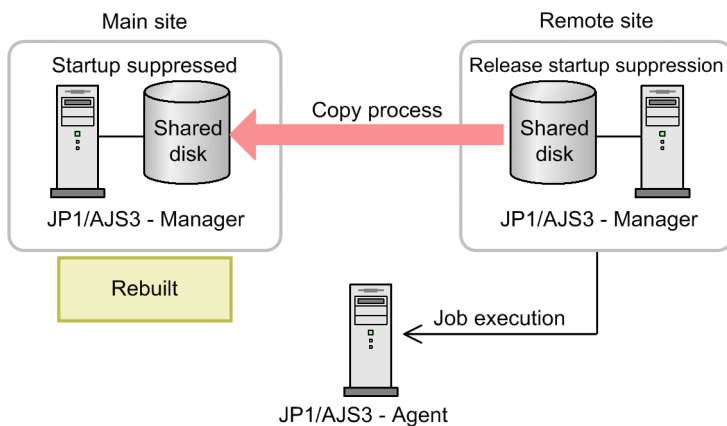 Main site
Remote site
Startup suppressed
Release startup suppression
Copy process
Shared
disk
Shared
disk
JP1/AJS3 - Manager
JP1/AJS3 - Manager
Rebuilt
Job execution
JP1/AJS3 - Agent